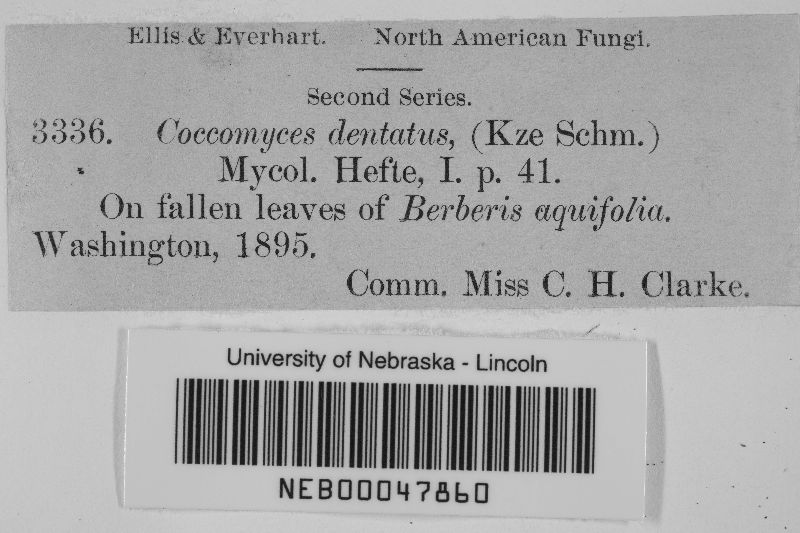 Ellis & Everhart. North American Fungi.
Second Series.
3336. Coccomyces dentatus, (Kze Schm.)
Mycol. Hefte, I. p. 41.
On fallen leaves of Berberis aquifolia.
Washington, 1895.
Comm. Miss C. H. Clarke.
University of Nebraska - Lincoln
NEB00047860